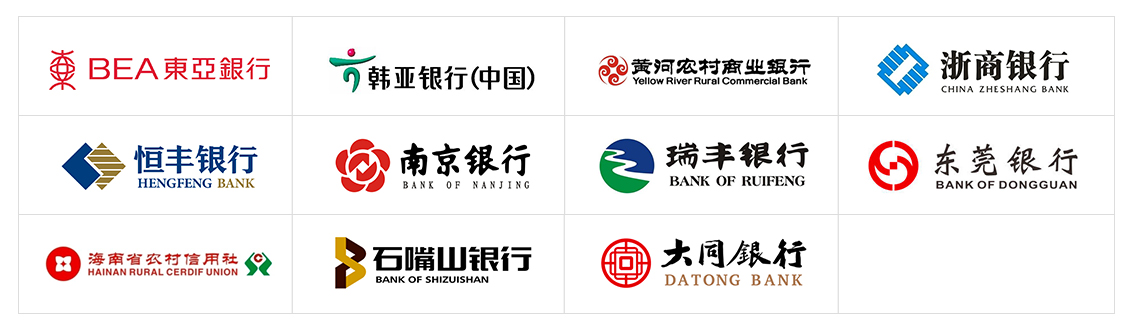 BEA東亞銀行
韩亚银行(中国)
黄河农村商业银行
Yellow River Rural Commercial Bank
浙商银行
CHINA ZHESHANG BANK
恒丰银行
HENGFENG BANK
南京银行
BANK OF NANJING
瑞丰银行
BANK OF RUIFENG
东莞银行
BANK OF DONGGUAN
海南省农村信用社
HAINAN RURAL CERDIF UNION
石嘴山银行
BANK OF SHIZUISHAN
大同銀行
DATONG BANK